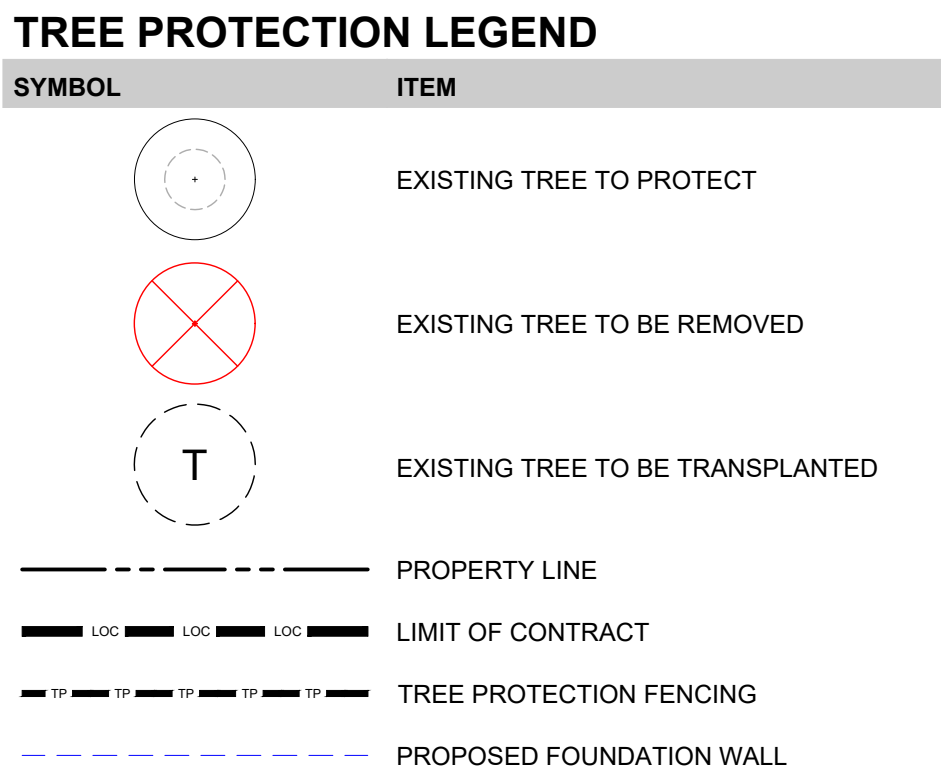 TREE PROTECTION LEGEND
SYMBOL ITEM
EXISTING TREE TO PROTECT
EXISTING TREE TO BE REMOVED
T EXISTING TREE TO BE TRANSPLANTED
PROPERTY LINE
LOC LOC LOC LIMIT OF CONTRACT
TP TP TP TP TP TREE PROTECTION FENCING
PROPOSED FOUNDATION WALL